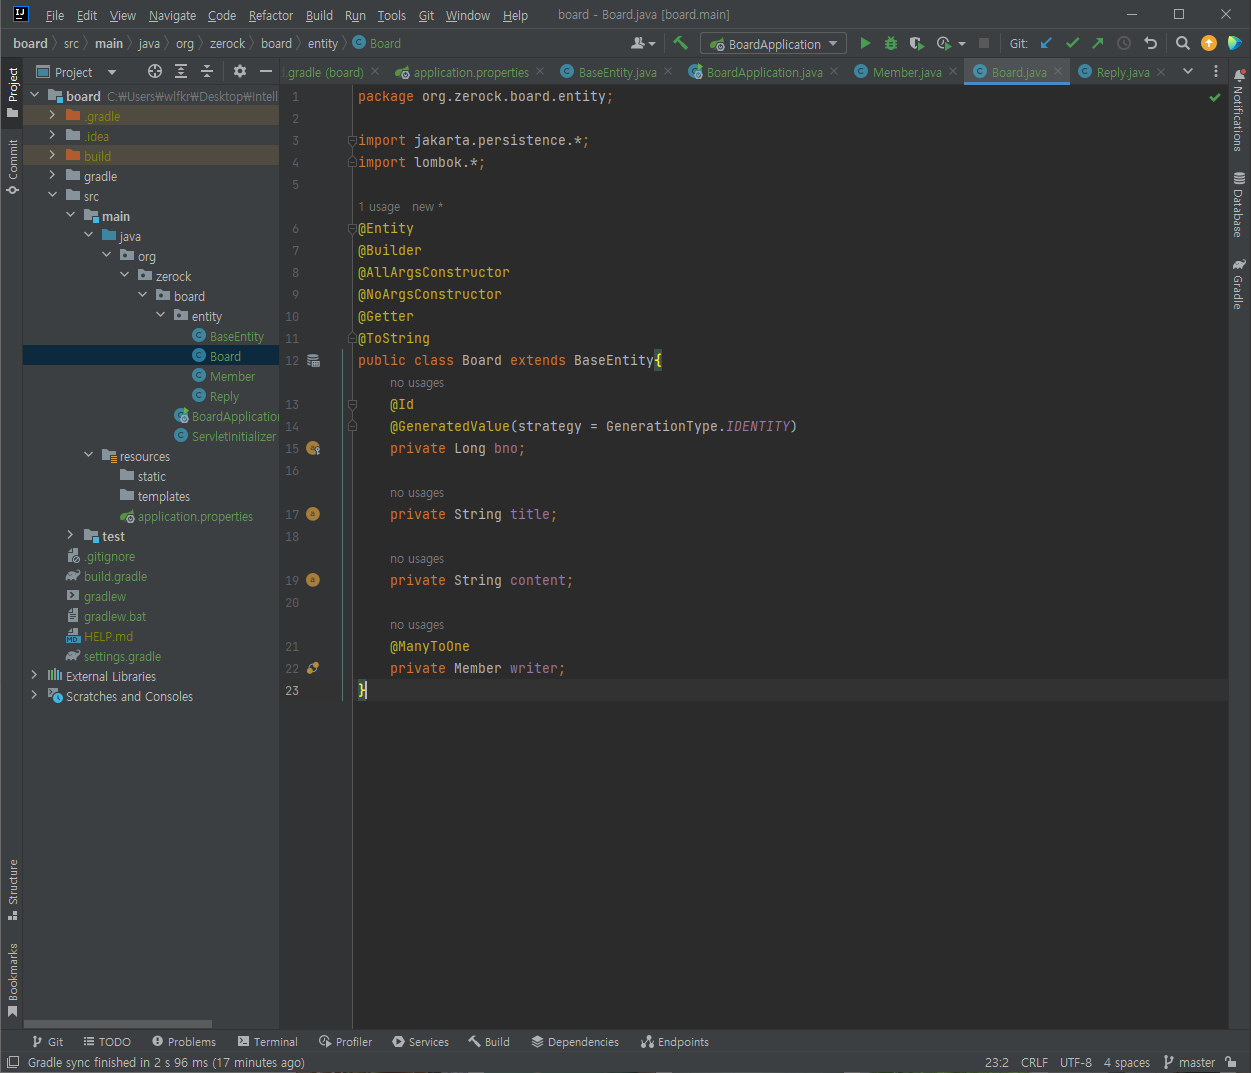 File Edit View Navigate Code Refactor Build Run Tools Git Window Help board - Board.java [board.main]
board src main java org zerock board entity Board BoardApplication Git:
Project .gradle (board) application.properties BaseEntity.java BoardApplication.java Member.java Board.java Reply.java
Project
Commit
Structure
Bookmarks
board C:₩Users₩wlfkr₩Desktop₩Intell
.gradle
.idea
build
gradle
src
main
java
org
zerock
board
entity
BaseEntity
Board
Member
Reply
BoardApplication
ServletInitializer
resources
static
templates
application.properties
test
.gitignore
build.gradle
gradlew
gradlew.bat
HELP.md
settings.gradle
External Libraries
Scratches and Consoles
1 package org.zerock.board.entity;
2
3 import jakarta.persistence.*;
4 import lombok.*;
5
1 usage new *
6 @Entity
7 @Builder
8 @AllArgsConstructor
9 @NoArgsConstructor
10 @Getter
11 @ToString
12 public class Board extends BaseEntity{
no usages
13 @Id
14 @GeneratedValue(strategy = GenerationType.IDENTITY)
15 private Long bno;
16
no usages
17 private String title;
18
no usages
19 private String content;
20
no usages
21 @ManyToOne
22 private Member writer;
23 }
Notifications
Database
Gradle
Git TODO Problems Terminal Profiler Services Build Dependencies Endpoints
Gradle sync finished in 2 s 96 ms (17 minutes ago) 23:2 CRLF UTF-8 4 spaces master